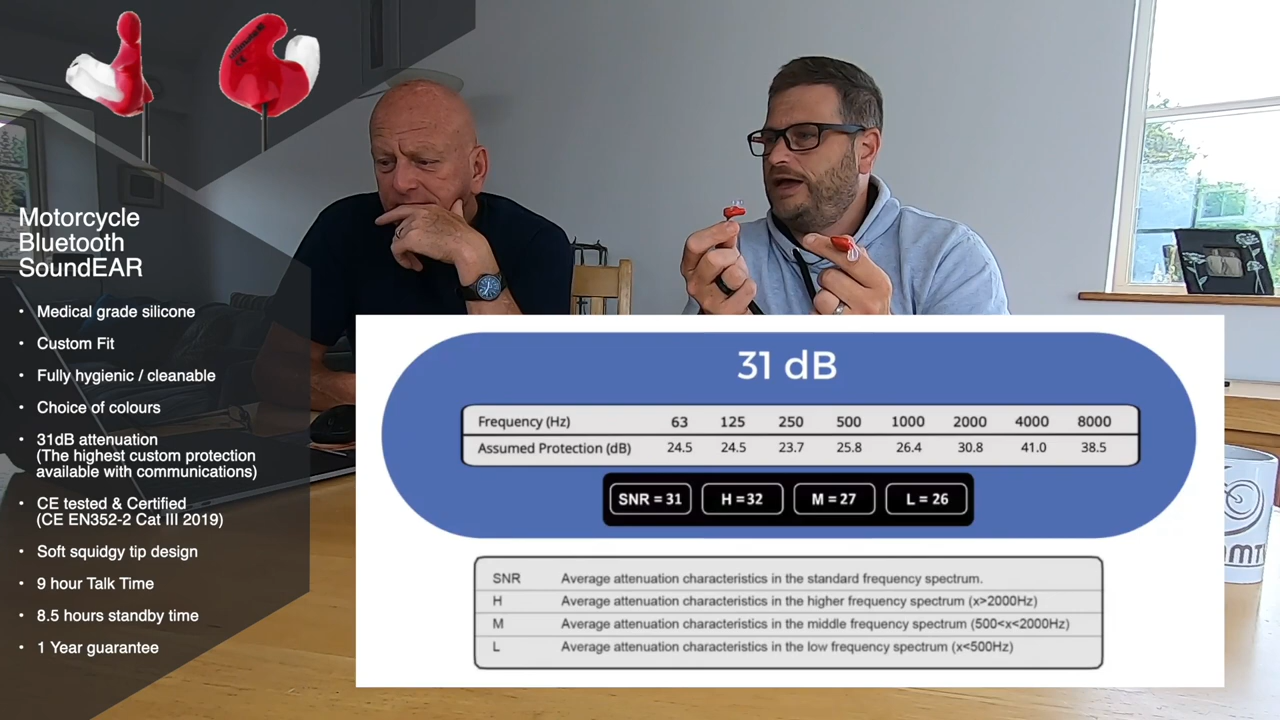 Motorcycle
Bluetooth
SoundEAR
• Medical grade silicone
• Custom Fit
• Fully hygienic / cleanable
• Choice of colours
• 31dB attenuation
(The highest custom protection
available with communications)
• CE tested & Certified
(CE EN352-2 Cat III 2019)
• Soft squidgy tip design
• 9 hour Talk Time
• 8.5 hours standby time
• 1 Year guarantee
31 dB
Frequency (Hz) 63 125 250 500 1000 2000 4000 8000
Assumed Protection (dB) 24.5 24.5 23.7 25.8 26.4 30.8 41.0 38.5
SNR = 31 H = 32 M = 27 L = 26
SNR Average attenuation characteristics in the standard frequency spectrum.
H Average attenuation characteristics in the higher frequency spectrum (x>2000Hz)
M Average attenuation characteristics in the middle frequency spectrum (500<x<2000Hz)
L Average attenuation characteristics in the low frequency spectrum (x<500Hz)